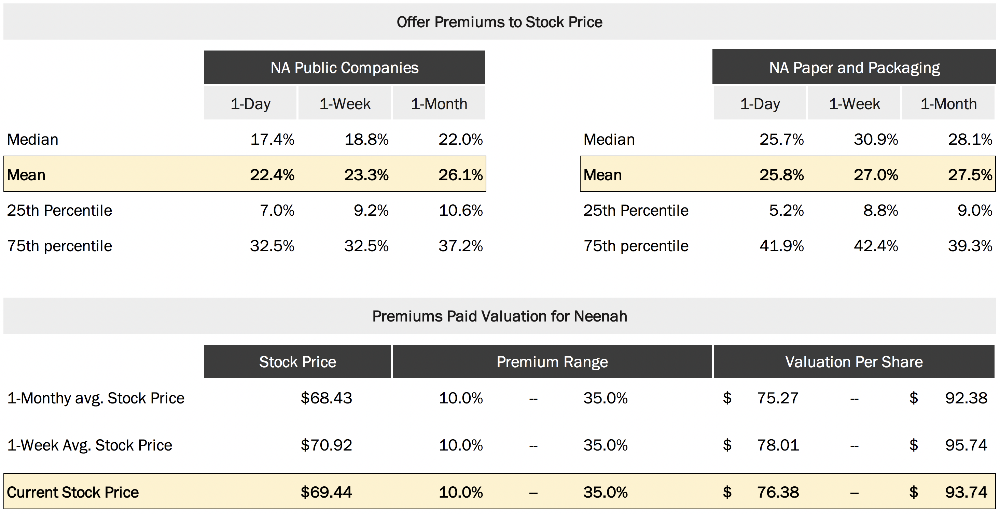 Offer Premiums to Stock Price
NA Public Companies NA Paper and Packaging
1-Day 1-Week 1-Month 1-Day 1-Week 1-Month
Median 17.4% 18.8% 22.0% Median 25.7% 30.9% 28.1%
Mean 22.4% 23.3% 26.1% Mean 25.8% 27.0% 27.5%
25th Percentile 7.0% 9.2% 10.6% 25th Percentile 5.2% 8.8% 9.0%
75th percentile 32.5% 32.5% 37.2% 75th percentile 41.9% 42.4% 39.3%
Premiums Paid Valuation for Neenah
Stock Price Premium Range Valuation Per Share
1-Monthy avg. Stock Price $68.43 10.0% -- 35.0% $ 75.27 -- $ 92.38
1-Week Avg. Stock Price $70.92 10.0% -- 35.0% $ 78.01 -- $ 95.74
Current Stock Price $69.44 10.0% – 35.0% $ 76.38 – $ 93.74